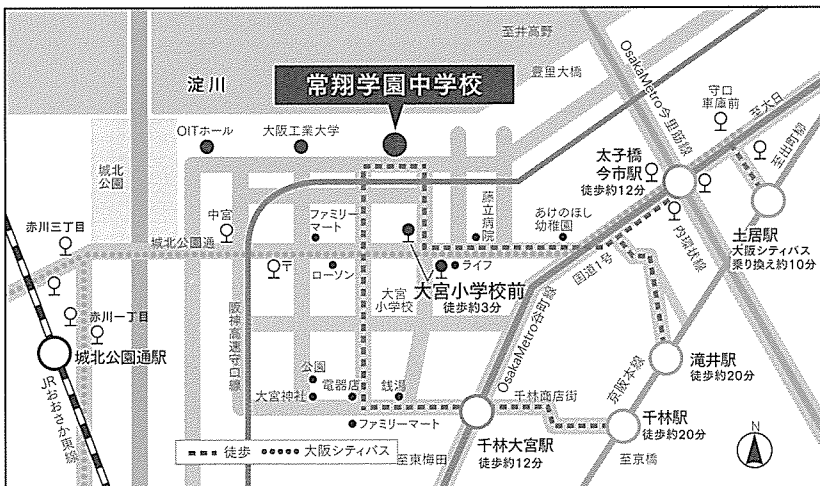 至井高野
淀川
常翔学園中学校
豊里大橋
OsakaMetro今里筋線
守口
車庫前
至大日
至出町柳
OITホール
大阪工業大学
太子橋
今市駅
徒歩約12分
城北
公園
赤川三丁目
中宮
ファミリー
マート
藤立病院
あけのほし
幼稚園
城北公園通
内環状線
土居駅
大阪シティバス
乗り換え約10分
〒
ローソン
大宮
小学校
ライフ
大宮小学校前
徒歩約3分
国道1号
赤川一丁目
城北公園通駅
阪神高速守口線
OsakaMetro谷町線
京阪本線
滝井駅
徒歩約20分
JRおおさか東線
公園
大宮神社
電器店
銭湯
千林商店街
ファミリーマート
千林大宮駅
徒歩約12分
千林駅
徒歩約20分
徒歩
大阪シティバス
至東梅田
至京橋
N